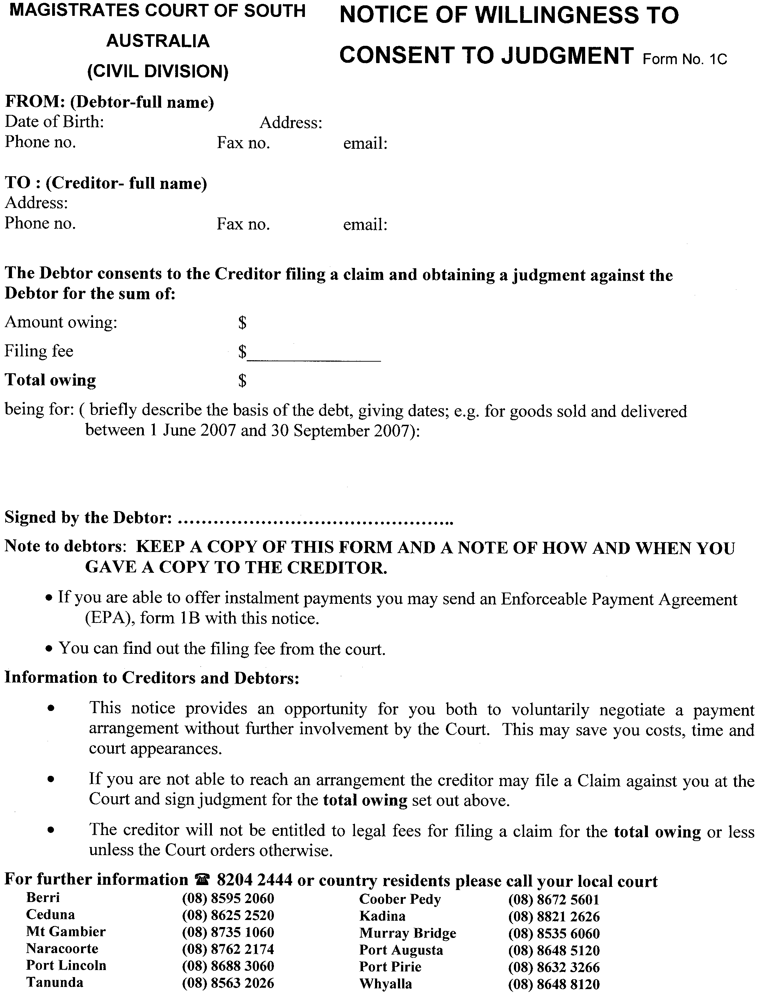 MAGISTRATES COURT OF SOUTH
AUSTRALIA
(CIVIL DIVISION)
NOTICE OF WILLINGNESS TO
CONSENT TO JUDGMENT Form No. 1C
FROM: (Debtor-full name)
Date of Birth: Address:
Phone no. Fax no. email:
TO : (Creditor- full name)
Address:
Phone no. Fax no. email:
The Debtor consents to the Creditor filing a claim and obtaining a judgment against the
Debtor for the sum of:
Amount owing: $
Filing fee $
Total owing $
being for: ( briefly describe the basis of the debt, giving dates; e.g. for goods sold and delivered
between 1 June 2007 and 30 September 2007):
Signed by the Debtor: ...............................................
Note to debtors: KEEP A COPY OF THIS FORM AND A NOTE OF HOW AND WHEN YOU
GAVE A COPY TO THE CREDITOR.
• If you are able to offer instalment payments you may send an Enforceable Payment Agreement
(EPA), form 1B with this notice.
• You can find out the filing fee from the court.
Information to Creditors and Debtors:
• This notice provides an opportunity for you both to voluntarily negotiate a payment
arrangement without further involvement by the Court. This may save you costs, time and
court appearances.
• If you are not able to reach an arrangement the creditor may file a Claim against you at the
Court and sign judgment for the total owing set out above.
• The creditor will not be entitled to legal fees for filing a claim for the total owing or less
unless the Court orders otherwise.
For further information ☎ 8204 2444 or country residents please call your local court
Berri (08) 8595 2060 Coober Pedy (08) 8672 5601
Ceduna (08) 8625 2520 Kadina (08) 8821 2626
Mt Gambier (08) 8735 1060 Murray Bridge (08) 8535 6060
Naracoorte (08) 8762 2174 Port Augusta (08) 8648 5120
Port Lincoln (08) 8688 3060 Port Pirie (08) 8632 3266
Tanunda (08) 8563 2026 Whyalla (08) 8648 8120